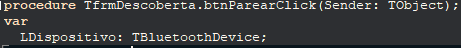 procedure TfrmDescoberta.btnParearClick(Sender: TObject);
var
LDispositivo: TBluetoothDevice;